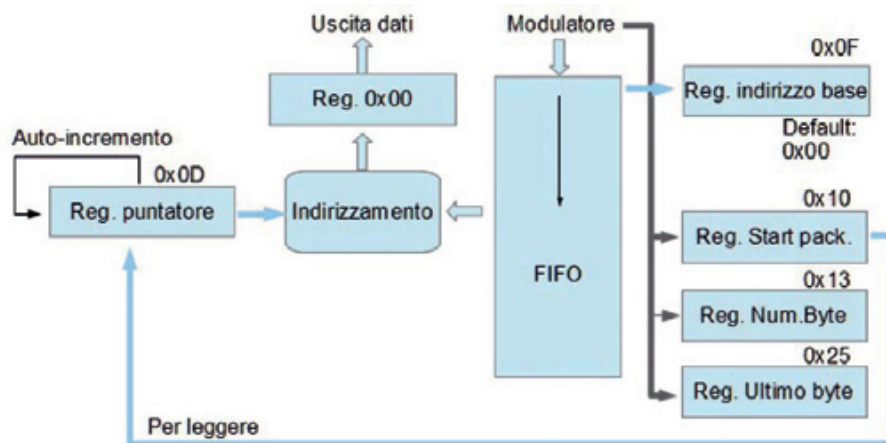 Uscita dati
Modulatore
0x0F
Reg. 0x00
Reg. indirizzo base
Default:
0x00
Auto-incremento
0x0D
Reg. puntatore
Indirizzamento
FIFO
0x10
Reg. Start pack.
0x13
Reg. Num.Byte
0x25
Reg. Ultimo byte
Per leggere